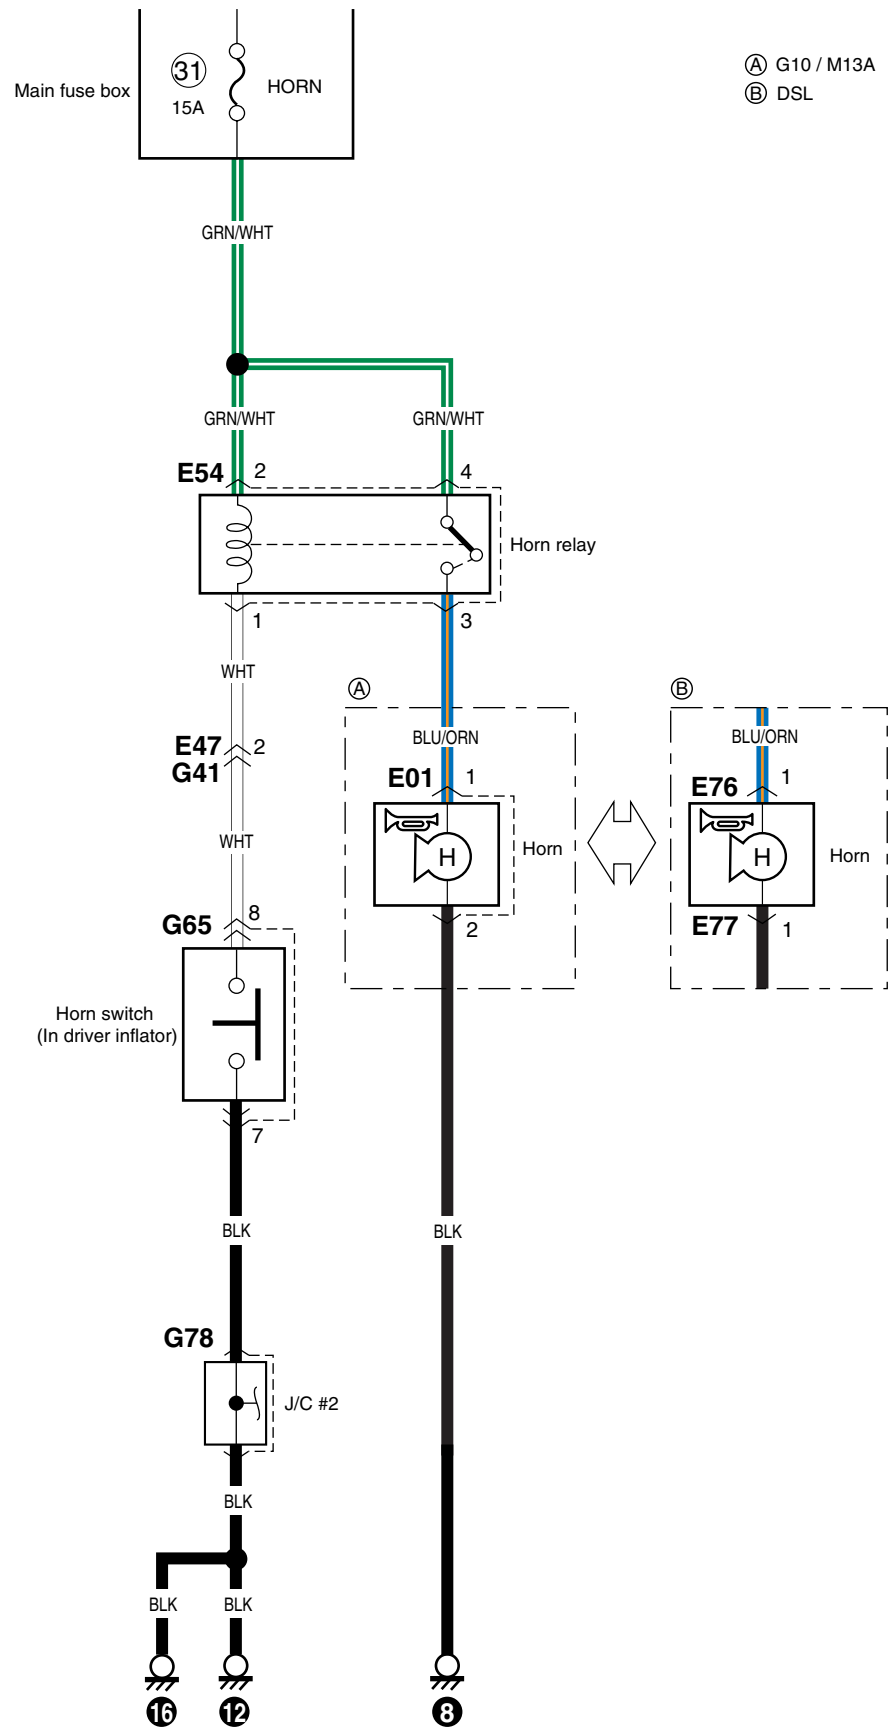 31
15A
HORN
Main fuse box
A G10 / M13A
B DSL
GRN/WHT
GRN/WHT
GRN/WHT
E54 2
4
Horn relay
1
3
WHT
A
B
BLU/ORN
BLU/ORN
E47 2
G41
E01 1
E76 1
WHT
H
Horn
H
Horn
G65 8
2
E77 1
Horn switch
(In driver inflator)
7
BLK
BLK
G78
J/C #2
BLK
BLK
BLK
16
12
8